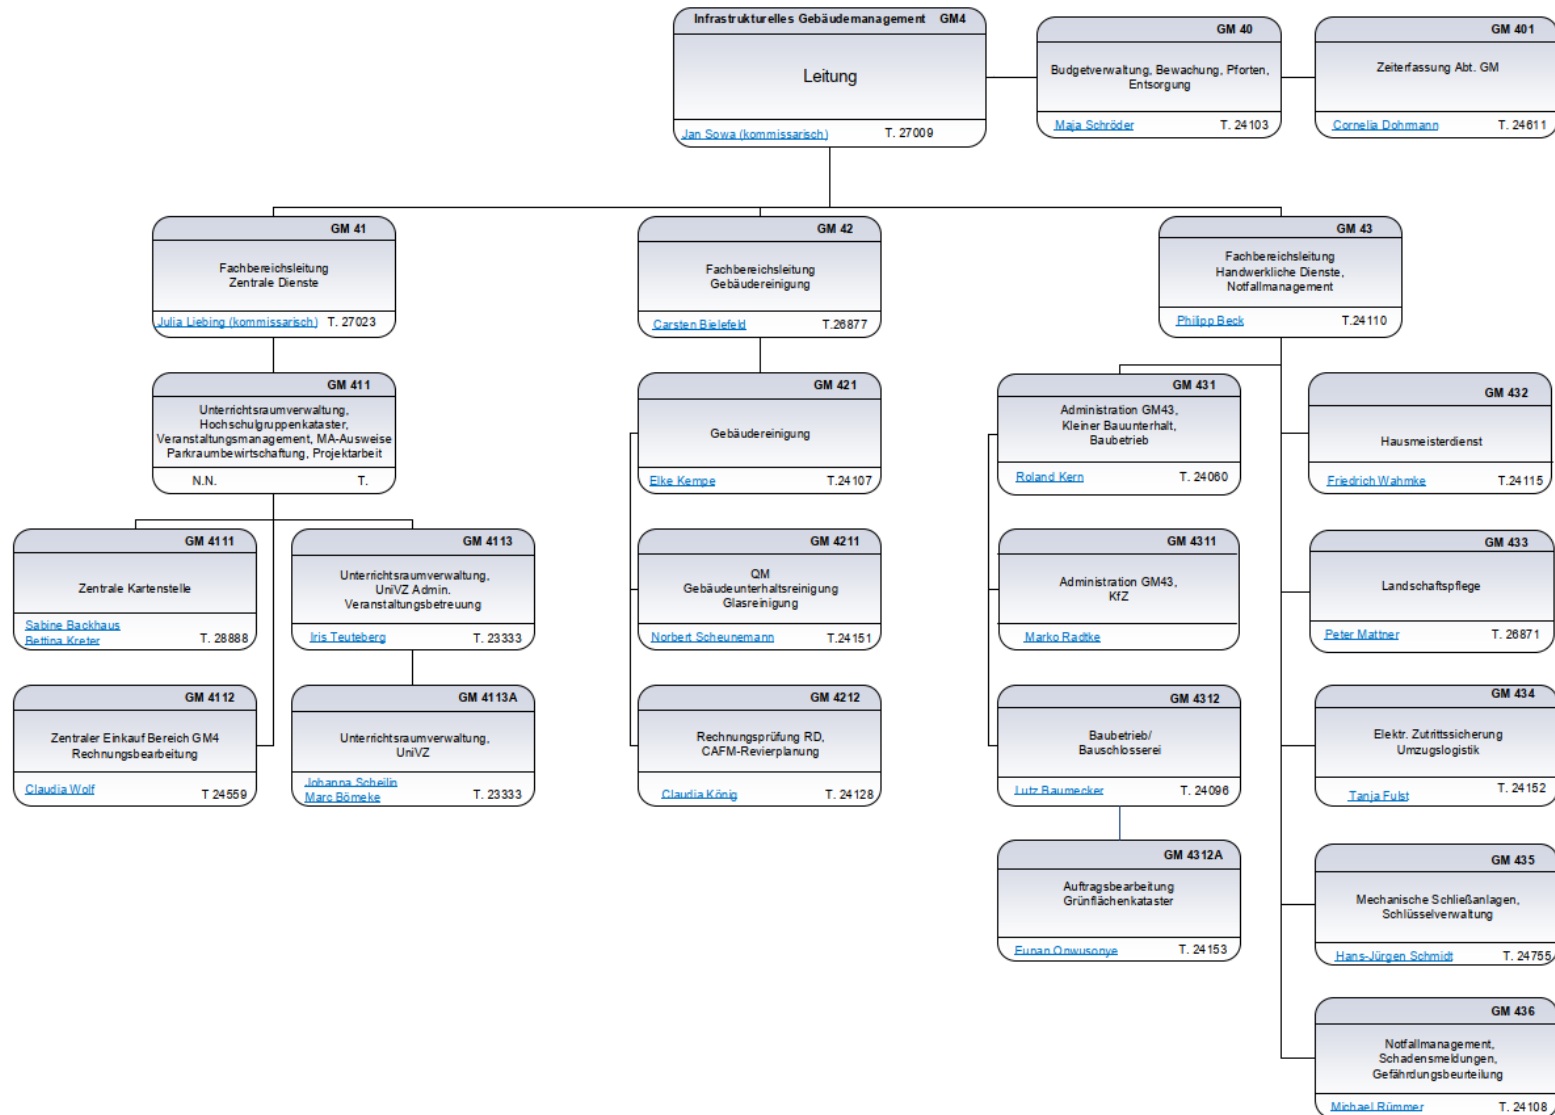 Infrastrukturelles Gebäudemanagement GM4
Leitung
Jan Sowa (kommissarisch) T. 27009
GM 40
Budgetverwaltung, Bewachung, Pforten,
Entsorgung
Maja Schröder T. 24103
GM 401
Zeiterfassung Abt. GM
Cornelia Dohrmann T. 24611
GM 41
Fachbereichsleitung
Zentrale Dienste
Julia Liebing (kommissarisch) T. 27023
GM 42
Fachbereichsleitung
Gebäudereinigung
Carsten Bielefeld T.26877
GM 43
Fachbereichsleitung
Handwerkliche Dienste,
Notfallmanagement
Philipp Beck T.24110
GM 411
Unterrichtsraumverwaltung,
Hochschulgruppenkataster,
Veranstaltungsmanagement, MA-Ausweise
Parkraumbewirtschaftung, Projektarbeit
N.N. T.
GM 421
Gebäudereinigung
Elke Kempe T.24107
GM 431
Administration GM43,
Kleiner Bauunterhalt,
Baubetrieb
Roland Kern T. 24060
GM 432
Hausmeisterdienst
Friedrich Wahmke T.24115
GM 4111
Zentrale Kartenstelle
Sabine Backhaus
Bettina Kreter T. 28888
GM 4113
Unterrichtsraumverwaltung,
UniVZ Admin.
Veranstaltungsbetreuung
Iris Teuteberg T. 23333
GM 4211
QM
Gebäudeunterhaltsreinigung
Glasreinigung
Norbert Scheunemann T.24151
GM 4311
Administration GM43,
KfZ
Marko Radtke
GM 433
Landschaftspflege
Peter Mattner T. 26871
GM 4112
Zentraler Einkauf Bereich GM4
Rechnungsbearbeitung
Claudia Wolf T 24559
GM 4113A
Unterrichtsraumverwaltung,
UniVZ
Johanna Scheilin
Marc Bömeke T. 23333
GM 4212
Rechnungsprüfung RD,
CAFM-Revierplanung
Claudia König T. 24128
GM 4312
Baubetrieb/
Bauschlosserei
Lutz Baumecker T. 24096
GM 434
Elektr. Zutrittssicherung
Umzugslogistik
Tanja Fulst T. 24152
GM 4312A
Auftragsbearbeitung
Grünflächenkataster
Eunan Onwusonye T. 24153
GM 435
Mechanische Schließanlagen,
Schlüsselverwaltung
Hans-Jürgen Schmidt T. 24755
GM 436
Notfallmanagement,
Schadensmeldungen,
Gefährdungsbeurteilung
Michael Rümmer T. 24108